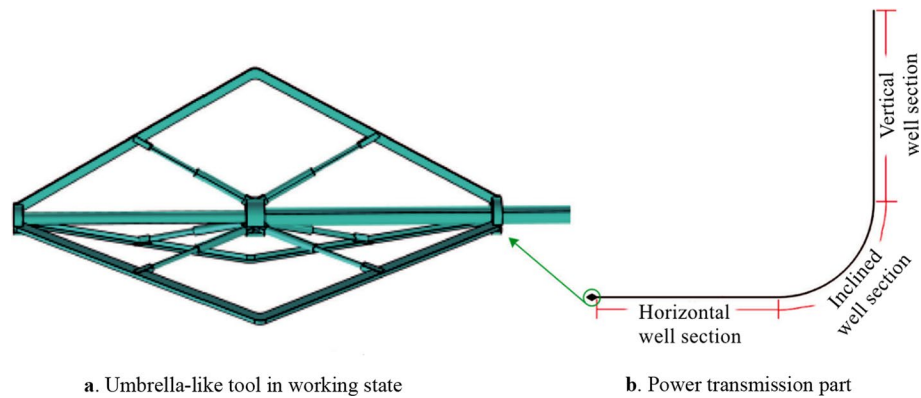 Vertical
well section
Inclined
well section
Horizontal
well section
a. Umbrella-like tool in working state
b. Power transmission part